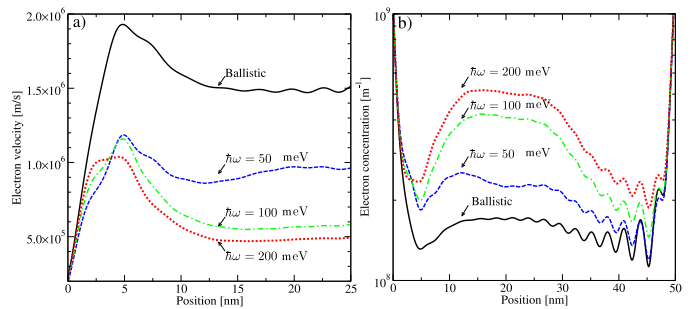 a)
2.0×10⁶
1.5×10⁶
1.0×10⁶
5.0×10⁵
Electron velocity [m/s]
Ballistic
ħω = 50 meV
ħω = 100 meV
ħω = 200 meV
0 5 10 15 20 25
Position [nm]
b)
10⁹
10⁸
Electron concentration [m⁻¹]
ħω = 200 meV
ħω = 100 meV
ħω = 50 meV
Ballistic
0 10 20 30 40 50
Position [nm]